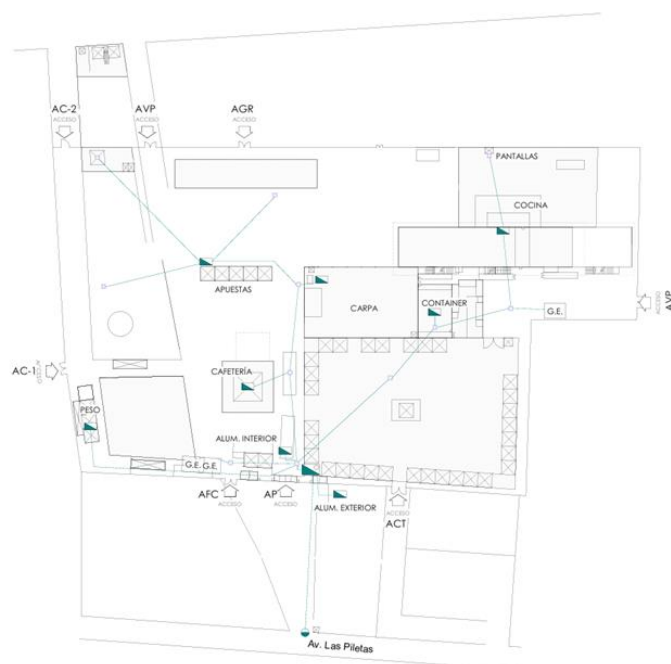 AC-2
ACCESO
AVP
ACCESO
AGR
ACCESO
PANTALLAS
COCINA
APUESTAS
CARPA
CONTAINER
G.E.
AVP
ACCESO
AC-1
ACCESO
CAFETERÍA
PESO
ALUM. INTERIOR
G.E. G.E.
AFC
ACCESO
AP
ACCESO
ALUM. EXTERIOR
ACCESO
ACT
Av. Las Piletas